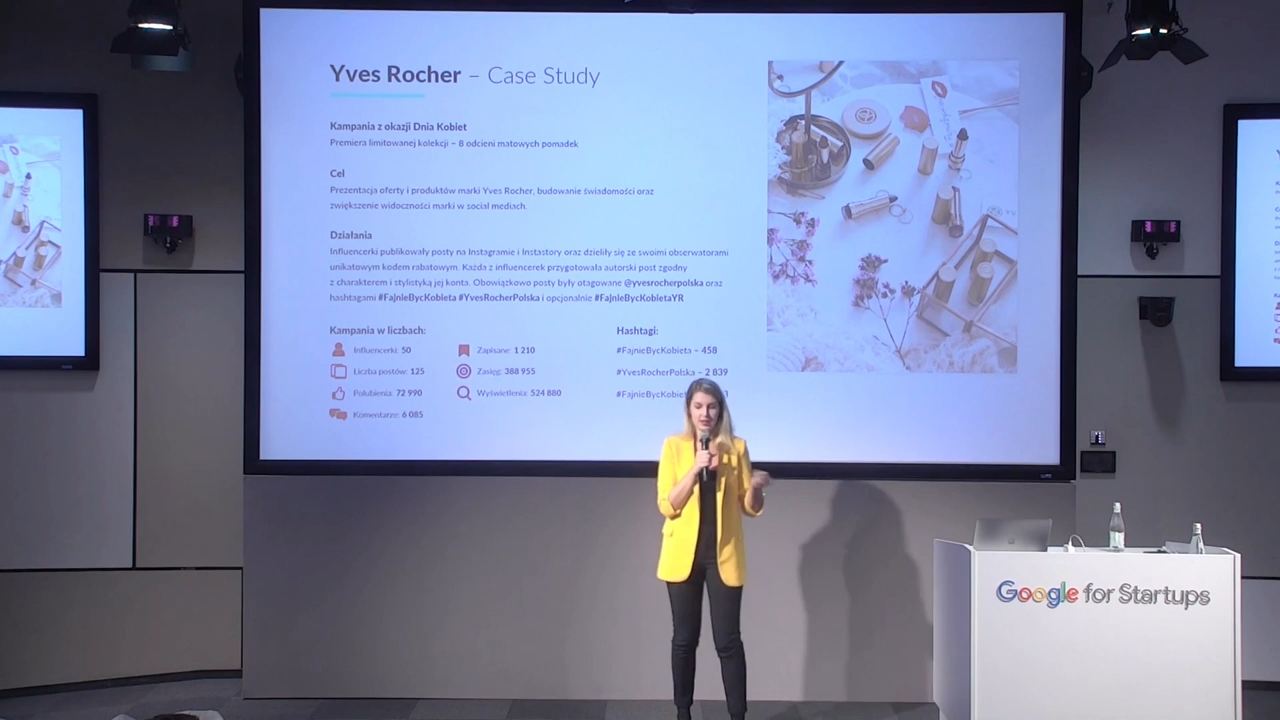 Yves Rocher – Case Study
Kampania z okazji Dnia Kobiet
Premiera limitowanej kolekcji – 8 odcieni matowych pomadek
Cel
Prezentacja oferty i produktów marki Yves Rocher, budowanie świadomości oraz
zwiększenie widoczności marki w social mediach.
Działania
Influencerki publikowały posty na Instagramie i Instastory oraz dzieliły się ze swoimi obserwatorami
unikatowym kodem rabatowym. Każda z influencerek przygotowała autorski post zgodny
z charakterem i stylistyką jej konta. Obowiązkowo posty były otagowane @yvesrocherpolska oraz
hashtagami #FajnieBycKobieta #YvesRocherPolska i opcjonalnie #FajnieBycKobietaYR
Kampania w liczbach:
Influencerki: 50
Liczba postów: 125
Polubienia: 72 990
Komentarze: 6 085
Zapisane: 1 210
Zasięg: 388 955
Wyświetlenia: 524 880
Hashtagi:
#FajnieBycKobieta – 458
#YvesRocherPolska – 2 839
#FajnieBycKobie
Google for Startups